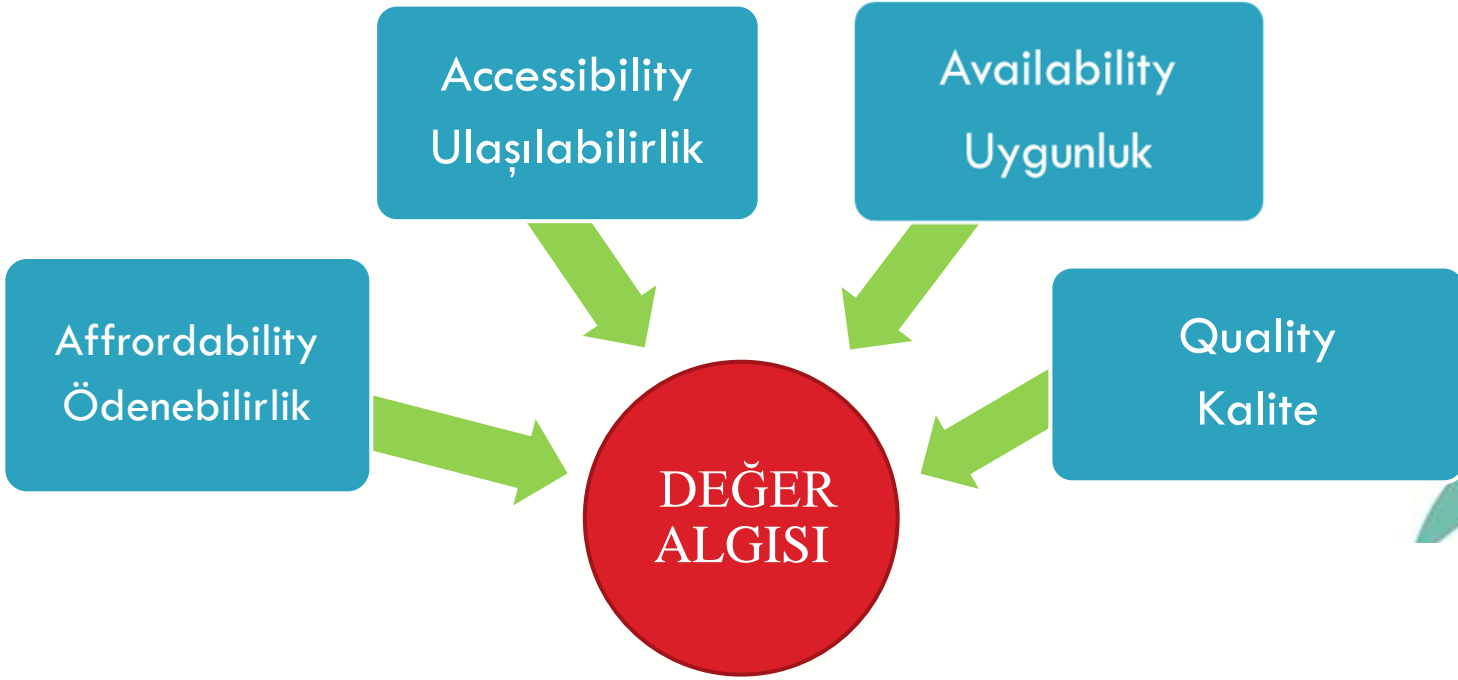 Accessibility
Ulaşılabilirlik
Availability
Uygunluk
Affrordability
Ödenebilirlik
Quality
Kalite
DEĞER
ALGISI